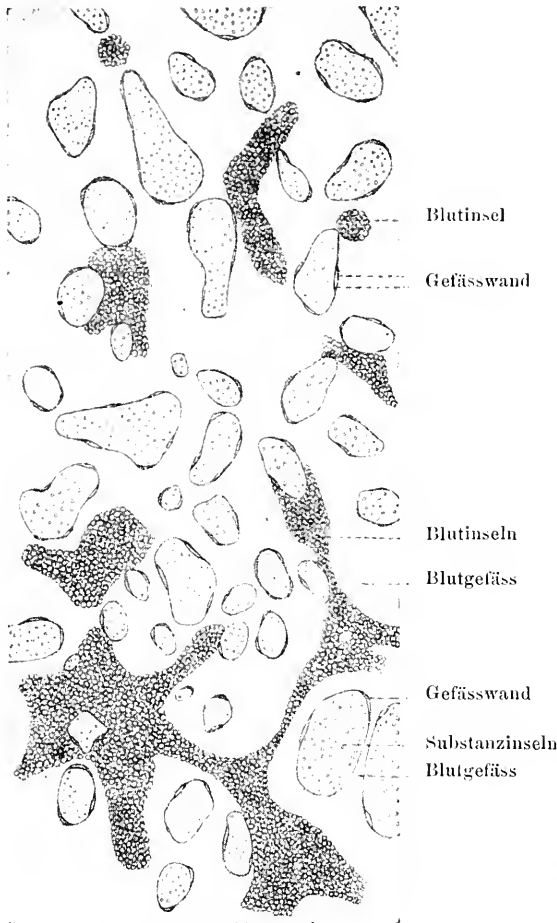 Blutinsel
Gefässwand
Blutinseln
Blutgefäss
Gefässwand
Substanzinseln
Blutgefäss